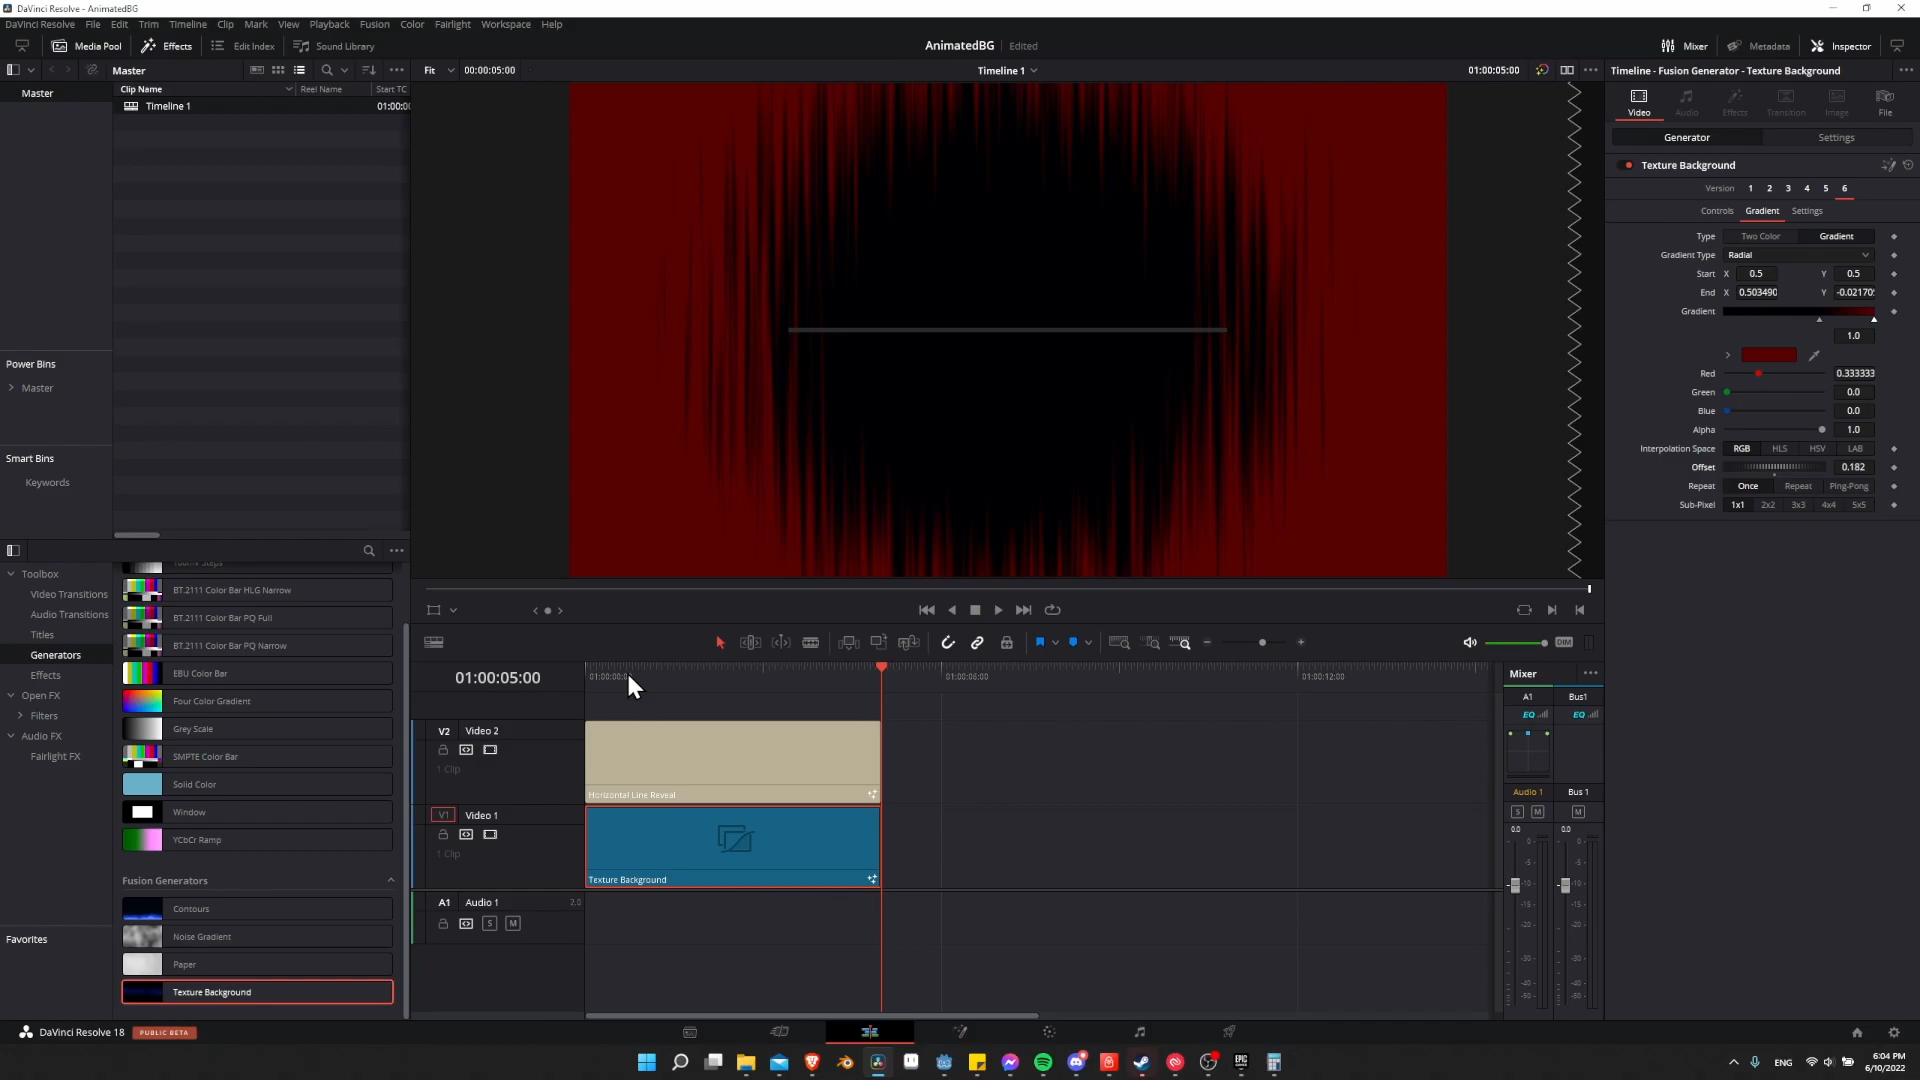 DaVinci Resolve - AnimatedBG
DaVinci Resolve File Edit Trim Timeline Clip Mark View Playback Fusion Color Fairlight Workspace Help
Media Pool Effects Edit Index Sound Library AnimatedBG Edited Mixer Metadata Inspector
Master Fit 00:00:05:00 Timeline 1 01:00:05:00 Timeline - Fusion Generator - Texture Background
Master Clip Name Reel Name Start TC
Timeline 1 01:00:0
Video Audio Effects Transition Image File
Generator Settings
Texture Background
Version 1 2 3 4 5 6
Controls Gradient Settings
Type Two Color Gradient
Gradient Type Radial
Start X 0.5 Y 0.5
End X 0.503490 Y -0.02170
Gradient
1.0
Red 0.333333
Green 0.0
Blue 0.0
Alpha 1.0
Interpolation Space RGB HLS HSV LAB
Offset 0.182
Repeat Once Repeat Ping-Pong
Sub-Pixel 1x1 2x2 3x3 4x4 5x5
Power Bins
Master
Smart Bins
Keywords
Toolbox
Video Transitions
Audio Transitions
Titles
Generators
Effects
Open FX
Filters
Audio FX
Fairlight FX
Favorites
BT.2111 Color Bar HLG Narrow
BT.2111 Color Bar PQ Full
BT.2111 Color Bar PQ Narrow
EBU Color Bar
Four Color Gradient
Grey Scale
SMPTE Color Bar
Solid Color
Window
YCbCr Ramp
Fusion Generators
Contours
Noise Gradient
Paper
Texture Background
DIM
01:00:05:00 01:00:00:0 01:00:06:00 01:00:12:00
V2 Video 2
1 Clip
Horizontal Line Reveal
V1 Video 1
1 Clip
Texture Background
A1 Audio 1 2.0
S M
Mixer
A1 Bus1
EQ EQ
Audio 1 Bus 1
S M M
0.0 0.0
DaVinci Resolve 18 PUBLIC BETA
EPIC
ENG 6:04 PM
6/10/2022